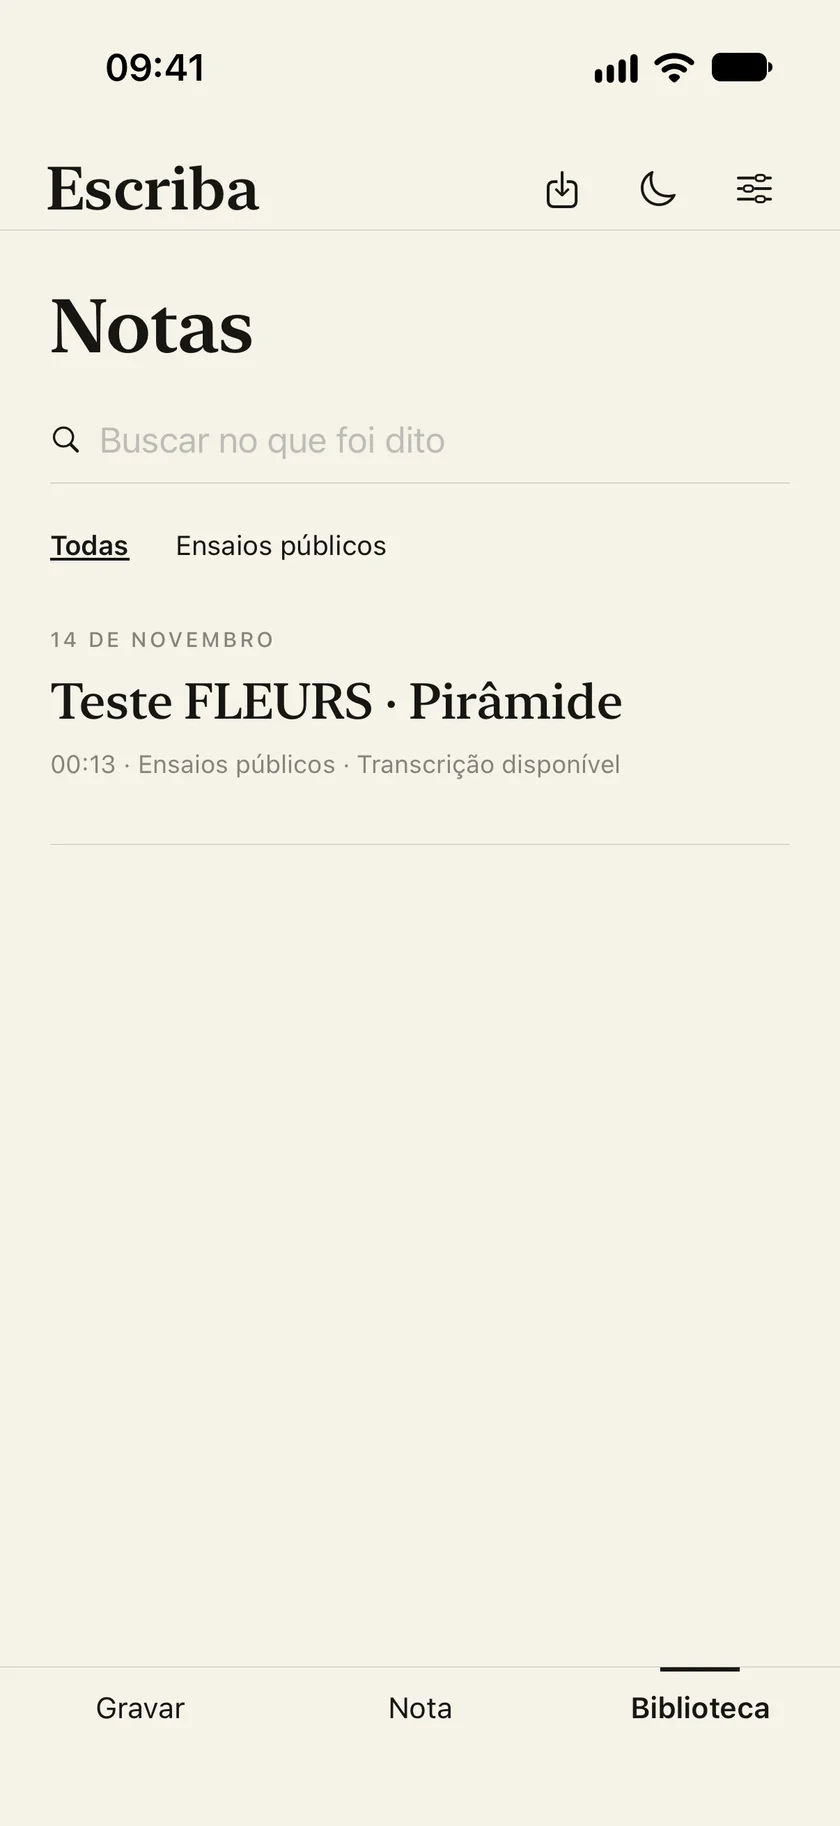 09:41
Escriba
Notas
Buscar no que foi dito
Todas Ensaios públicos
14 DE NOVEMBRO
Teste FLEURS · Pirâmide
00:13 · Ensaios públicos · Transcrição disponível
Gravar Nota Biblioteca